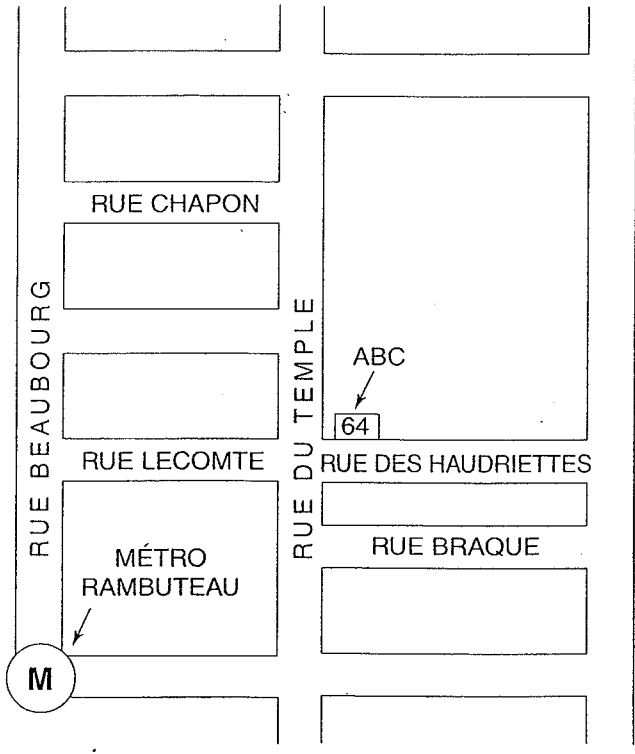 RUE CHAPON
RUE BEAUBOURG
RUE DU TEMPLE
ABC
64
RUE LECOMTE
RUE DES HAUDRIETTES
RUE BRAQUE
MÉTRO
RAMBUTEAU
M